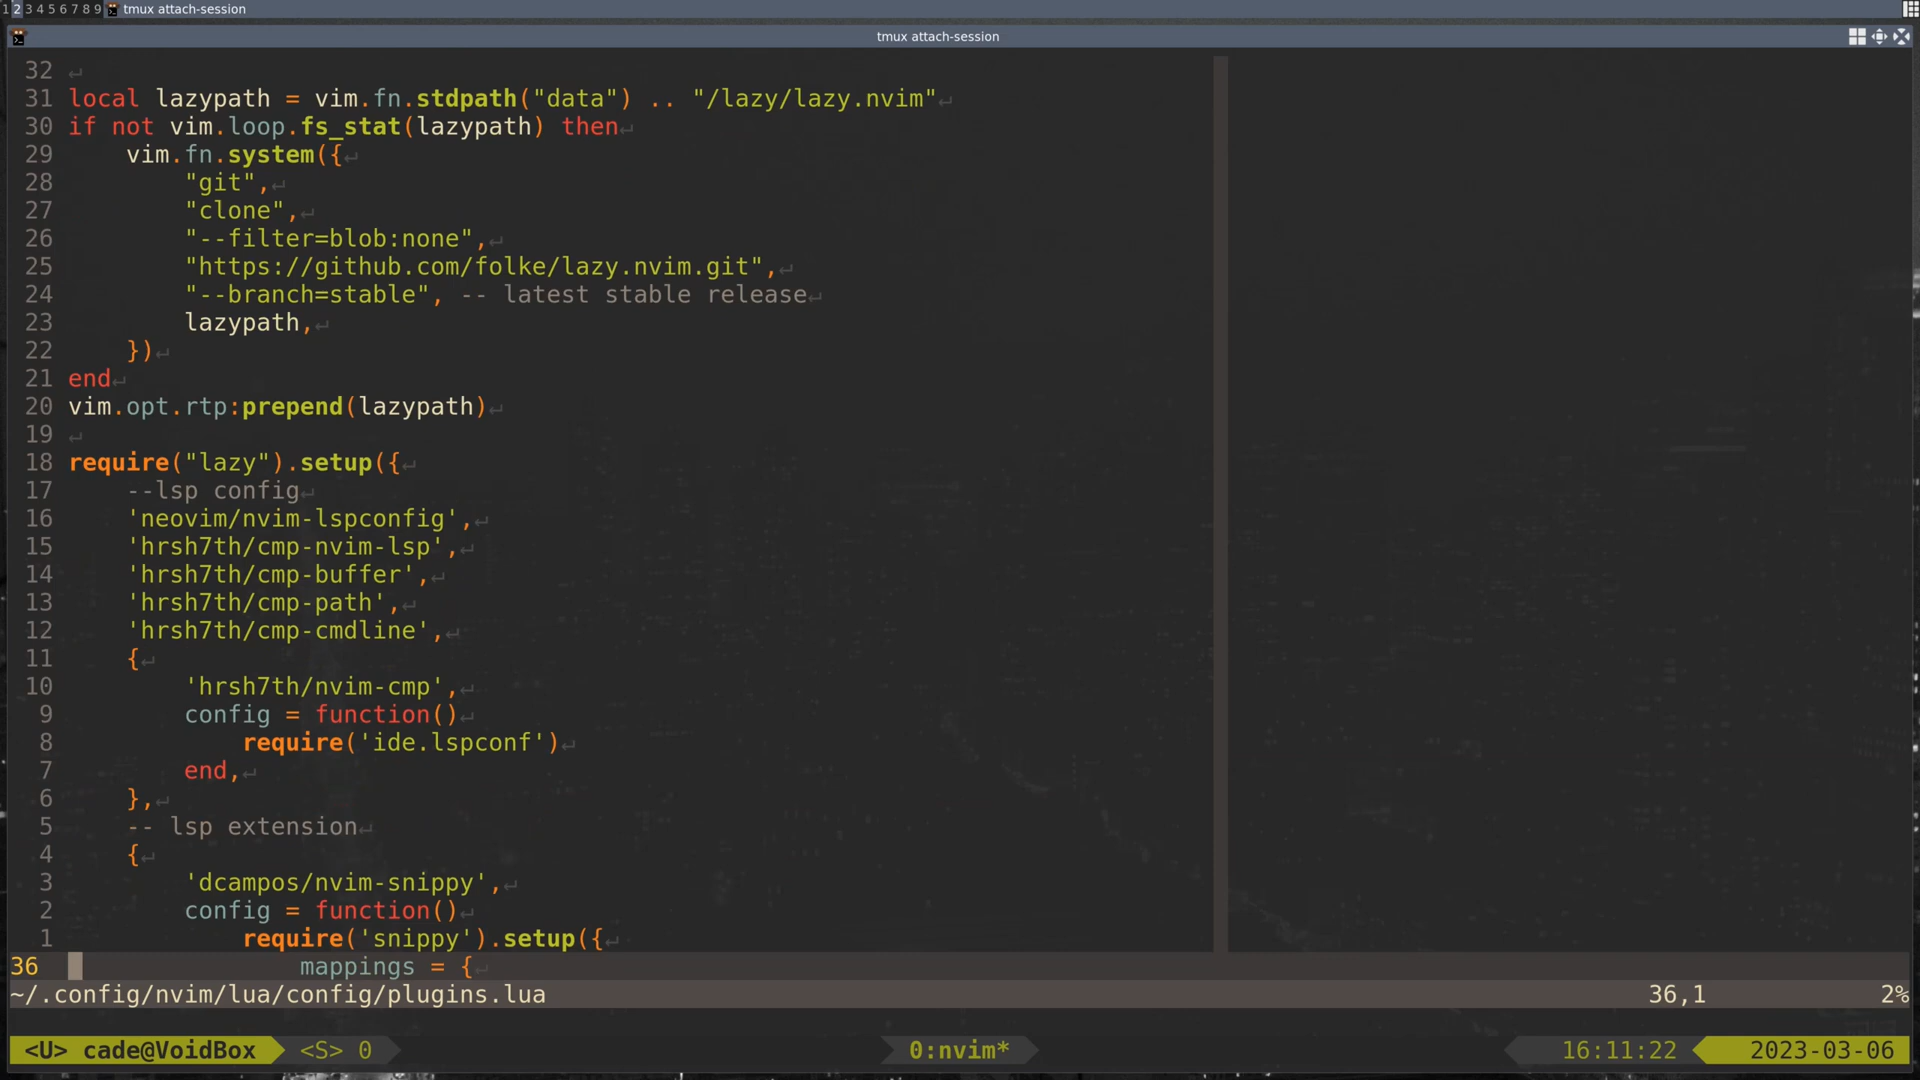 1 2 3 4 5 6 7 8 9 tmux attach-session
tmux attach-session
32 ↵
31 local lazypath = vim.fn.stdpath("data") .. "/lazy/lazy.nvim"↵
30 if not vim.loop.fs_stat(lazypath) then↵
29     vim.fn.system({↵
28         "git",↵
27         "clone",↵
26         "--filter=blob:none",↵
25         "https://github.com/folke/lazy.nvim.git",↵
24         "--branch=stable", -- latest stable release↵
23         lazypath,↵
22     })↵
21 end↵
20 vim.opt.rtp:prepend(lazypath)↵
19 ↵
18 require("lazy").setup({↵
17     --lsp config↵
16     'neovim/nvim-lspconfig',↵
15     'hrsh7th/cmp-nvim-lsp',↵
14     'hrsh7th/cmp-buffer',↵
13     'hrsh7th/cmp-path',↵
12     'hrsh7th/cmp-cmdline',↵
11     {↵
10         'hrsh7th/nvim-cmp',↵
9         config = function()↵
8             require('ide.lspconf')↵
7         end,↵
6     },↵
5     -- lsp extension↵
4     {↵
3         'dcampos/nvim-snippy',↵
2         config = function()↵
1             require('snippy').setup({↵
36                 mappings = {↵
~/.config/nvim/lua/config/plugins.lua 36,1 2%
<U> cade@VoidBox <S> 0 0:nvim* 16:11:22 2023-03-06